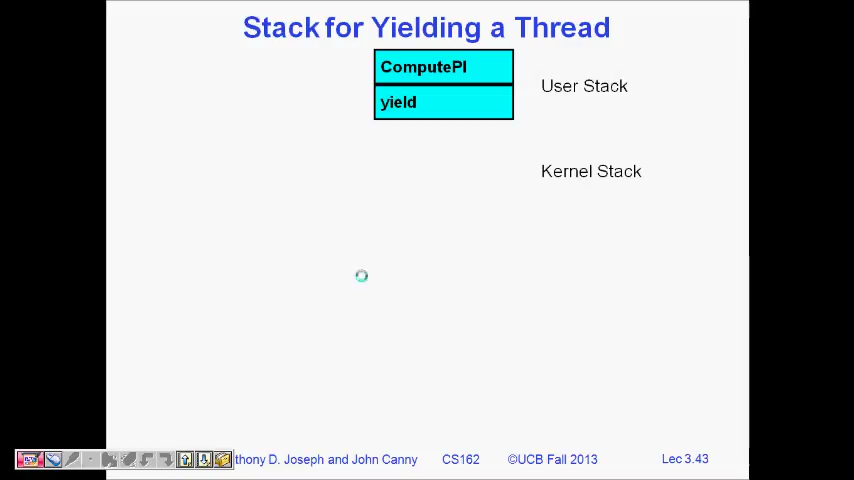 Stack for Yielding a Thread
ComputePI
User Stack
yield
Kernel Stack
thony D. Joseph and John Canny CS162 ©UCB Fall 2013 Lec 3.43